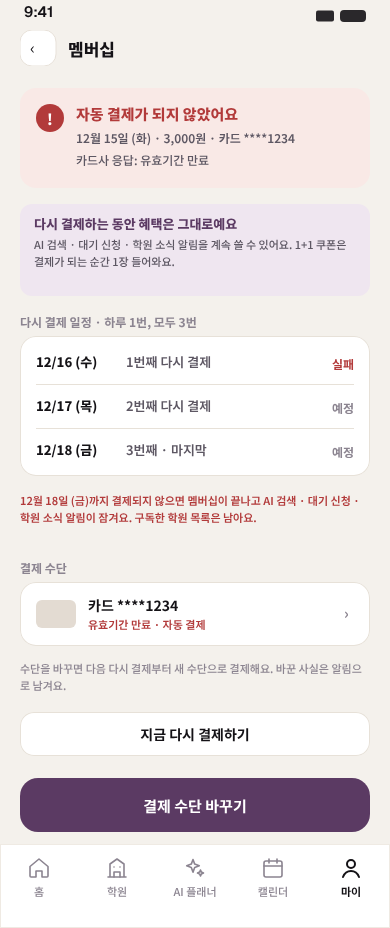 9:41
‹ 멤버십
! 자동 결제가 되지 않았어요
12월 15일 (화) · 3,000원 · 카드 ****1234
카드사 응답: 유효기간 만료
다시 결제하는 동안 혜택은 그대로예요
AI 검색 · 대기 신청 · 학원 소식 알림을 계속 쓸 수 있어요. 1+1 쿠폰은
결제가 되는 순간 1장 들어와요.
다시 결제 일정 · 하루 1번, 모두 3번
12/16 (수) 1번째 다시 결제 실패
12/17 (목) 2번째 다시 결제 예정
12/18 (금) 3번째 · 마지막 예정
12월 18일 (금)까지 결제되지 않으면 멤버십이 끝나고 AI 검색 · 대기 신청 ·
학원 소식 알림이 잠겨요. 구독한 학원 목록은 남아요.
결제 수단
카드 ****1234
유효기간 만료 · 자동 결제 ›
수단을 바꾸면 다음 다시 결제부터 새 수단으로 결제해요. 바꾼 사실은 알림으
로 남겨요.
지금 다시 결제하기
결제 수단 바꾸기
홈 학원 AI 플래너 캘린더 마이